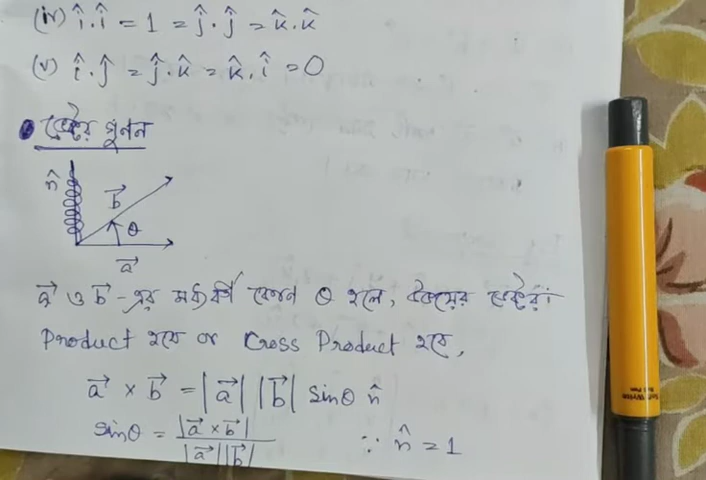 (iv) î.î = 1 = ĵ.ĵ = k̂.k̂
(v) î.ĵ = ĵ.k̂ = k̂.î = 0
ভেক্টর গুনন
n̂
b⃗
θ
a⃗
a⃗ ও b⃗ -এর মধ্যবর্তী কোণ θ হলে, ভেক্টর
Product হবে or Cross Product হবে,
a⃗ × b⃗ = |a⃗| |b⃗| sinθ n̂
sinθ = |a⃗ × b⃗| / |a⃗||b⃗| ∵ n̂ = 1